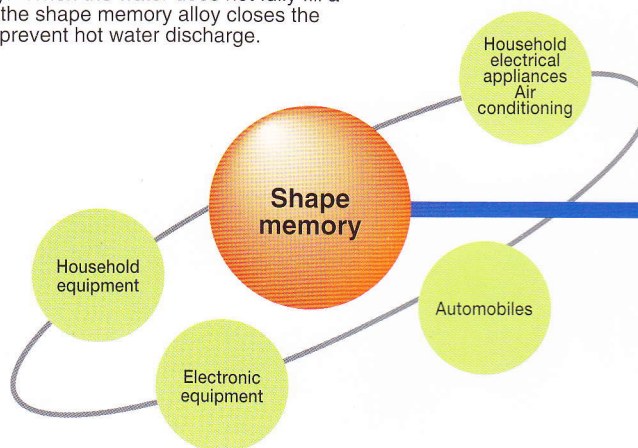 the shape memory alloy closes the
prevent hot water discharge.
Household
electrical
appliances
Air
conditioning
Shape
memory
Household
equipment
Automobiles
Electronic
equipment